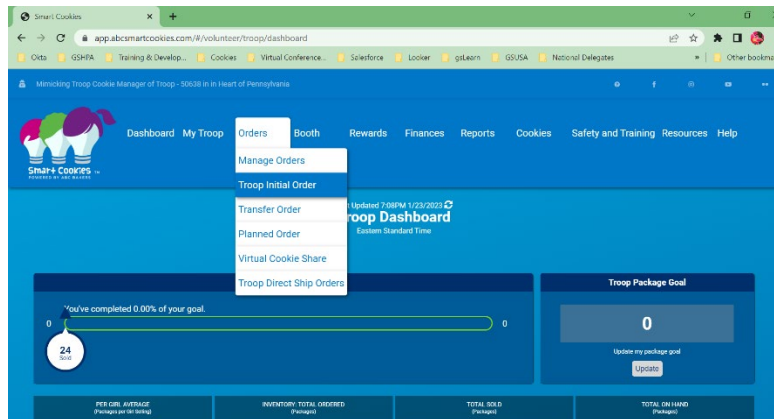 Smart Cookies
app.abcsmartcookies.com/#/volunteer/troop/dashboard
Okta GSHPA Training & Develop... Cookies Virtual Conference... Salesforce Looker gsLearn GSUSA National Delegates » Other bookma
Mimicking Troop Cookie Manager of Troop - 50638 in in Heart of Pennsylvania
Dashboard My Troop Orders Booth Rewards Finances Reports Cookies Safety and Training Resources Help
Smart Cookies
POWERED BY ABC BAKERS
Manage Orders
Troop Initial Order
Transfer Order
Planned Order
Virtual Cookie Share
Troop Direct Ship Orders
t Updated 7:08PM 1/23/2023
roop Dashboard
Eastern Standard Time
Troop Package Goal
You've completed 0.00% of your goal.
0 0
24
Sold
0
Update my package goal
Update
PER GIRL AVERAGE
(Packages per Girl Selling)
INVENTORY: TOTAL ORDERED
(Packages)
TOTAL SOLD
(Packages)
TOTAL ON HAND
(Packages)